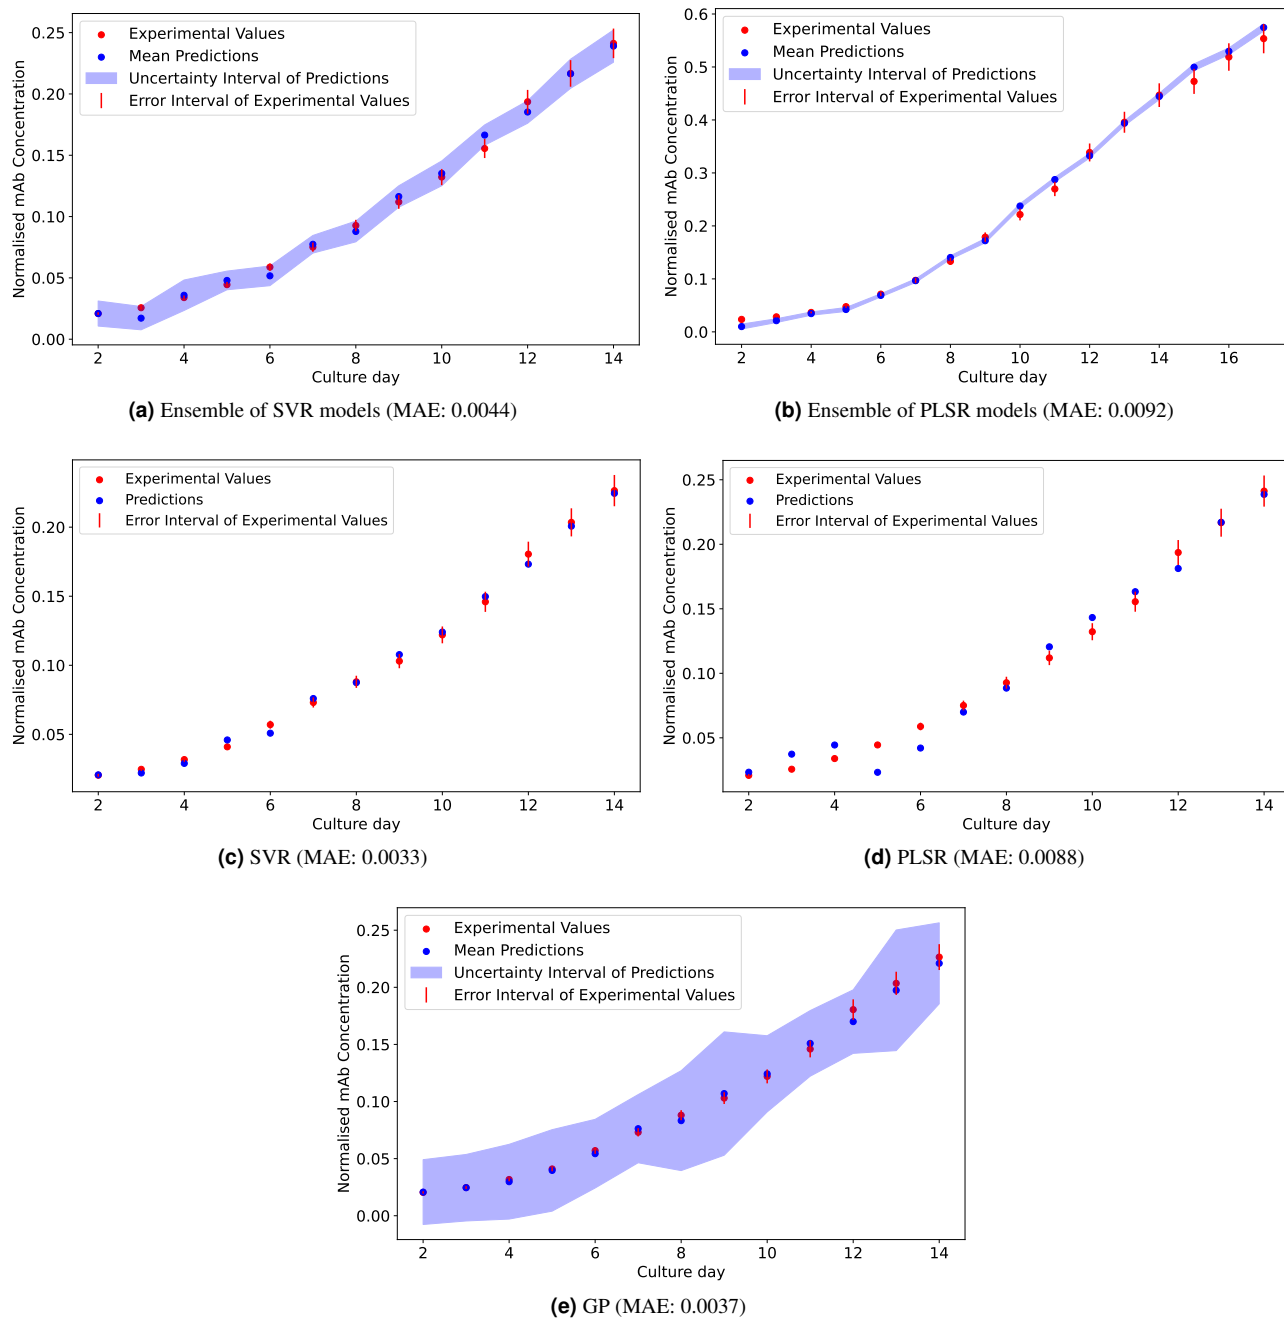 Normalised mAb Concentration
0.25
0.20
0.15
0.10
0.05
0.00
Experimental Values
Mean Predictions
Uncertainty Interval of Predictions
Error Interval of Experimental Values
2 4 6 8 10 12 14
Culture day
(a) Ensemble of SVR models (MAE: 0.0044)
Normalised mAb Concentration
0.6
0.5
0.4
0.3
0.2
0.1
0.0
Experimental Values
Mean Predictions
Uncertainty Interval of Predictions
Error Interval of Experimental Values
2 4 6 8 10 12 14 16
Culture day
(b) Ensemble of PLSR models (MAE: 0.0092)
Normalised mAb Concentration
0.20
0.15
0.10
0.05
Experimental Values
Predictions
Error Interval of Experimental Values
2 4 6 8 10 12 14
Culture day
(c) SVR (MAE: 0.0033)
Normalised mAb Concentration
0.25
0.20
0.15
0.10
0.05
Experimental Values
Predictions
Error Interval of Experimental Values
2 4 6 8 10 12 14
Culture day
(d) PLSR (MAE: 0.0088)
Normalised mAb Concentration
0.25
0.20
0.15
0.10
0.05
0.00
Experimental Values
Mean Predictions
Uncertainty Interval of Predictions
Error Interval of Experimental Values
2 4 6 8 10 12 14
Culture day
(e) GP (MAE: 0.0037)